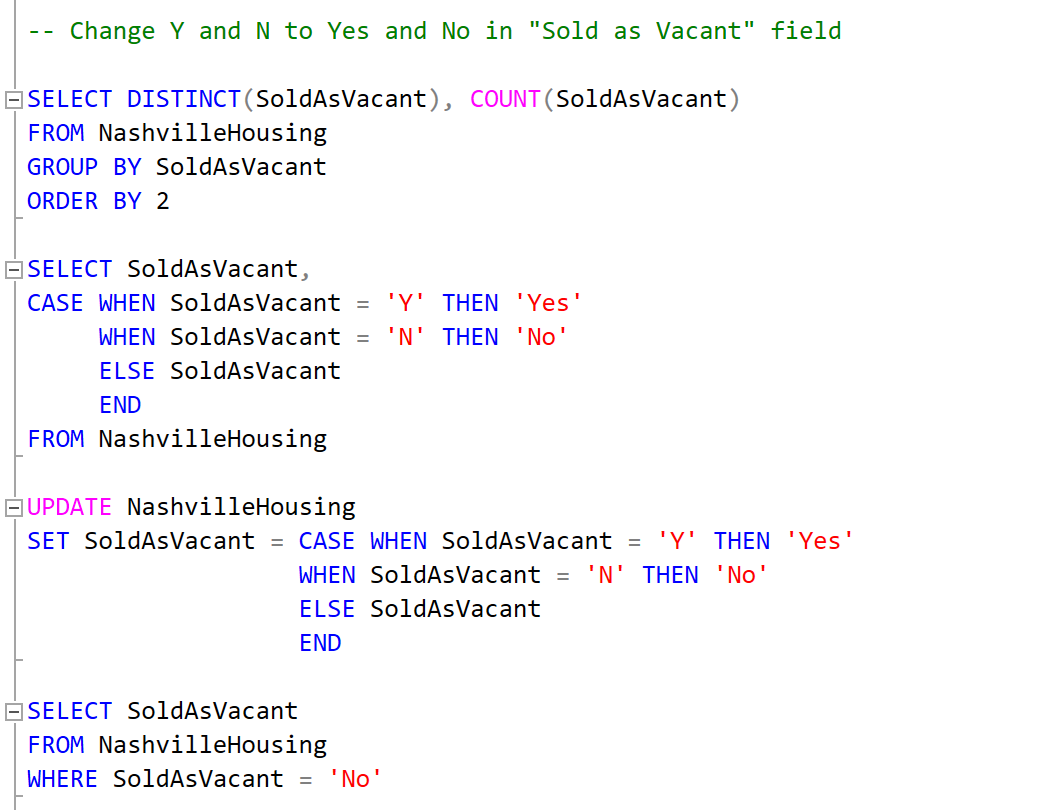 -- Change Y and N to Yes and No in "Sold as Vacant" field
SELECT DISTINCT(SoldAsVacant), COUNT(SoldAsVacant)
FROM NashvilleHousing
GROUP BY SoldAsVacant
ORDER BY 2
SELECT SoldAsVacant,
CASE WHEN SoldAsVacant = 'Y' THEN 'Yes'
WHEN SoldAsVacant = 'N' THEN 'No'
ELSE SoldAsVacant
END
FROM NashvilleHousing
UPDATE NashvilleHousing
SET SoldAsVacant = CASE WHEN SoldAsVacant = 'Y' THEN 'Yes'
WHEN SoldAsVacant = 'N' THEN 'No'
ELSE SoldAsVacant
END
SELECT SoldAsVacant
FROM NashvilleHousing
WHERE SoldAsVacant = 'No'